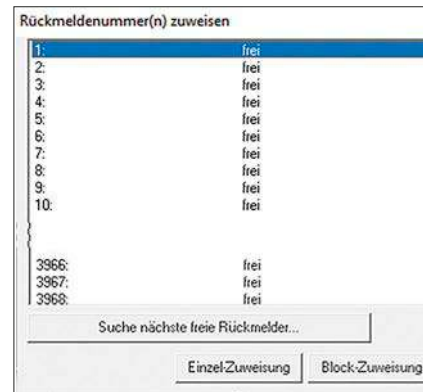 Rückmeldenummer(n) zuweisen
1: frei
2: frei
3: frei
4: frei
5: frei
6: frei
7: frei
8: frei
9: frei
10: frei
3966: frei
3967: frei
3968: frei
Suche nächste freie Rückmelder...
Einzel-Zuweisung Block-Zuweisung